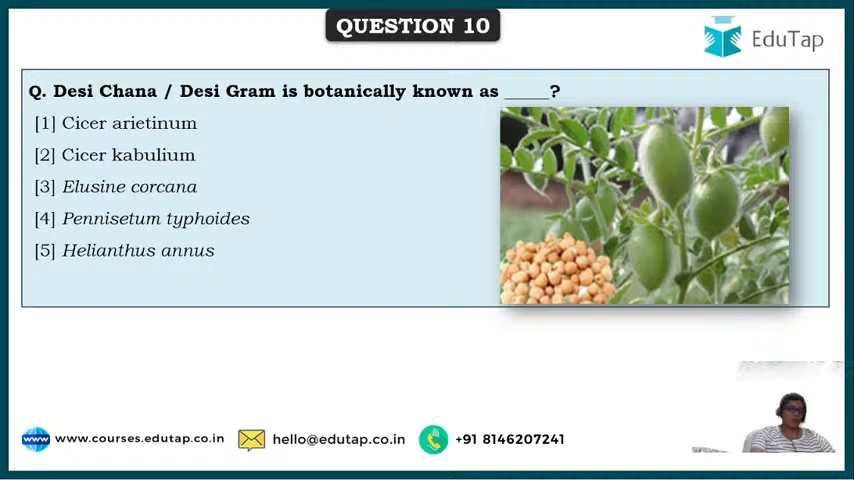 QUESTION 10
EduTap
Q. Desi Chana / Desi Gram is botanically known as _____?
[1] Cicer arietinum
[2] Cicer kabulium
[3] Elusine corcana
[4] Pennisetum typhoides
[5] Helianthus annus
www www.courses.edutap.co.in hello@edutap.co.in +91 8146207241